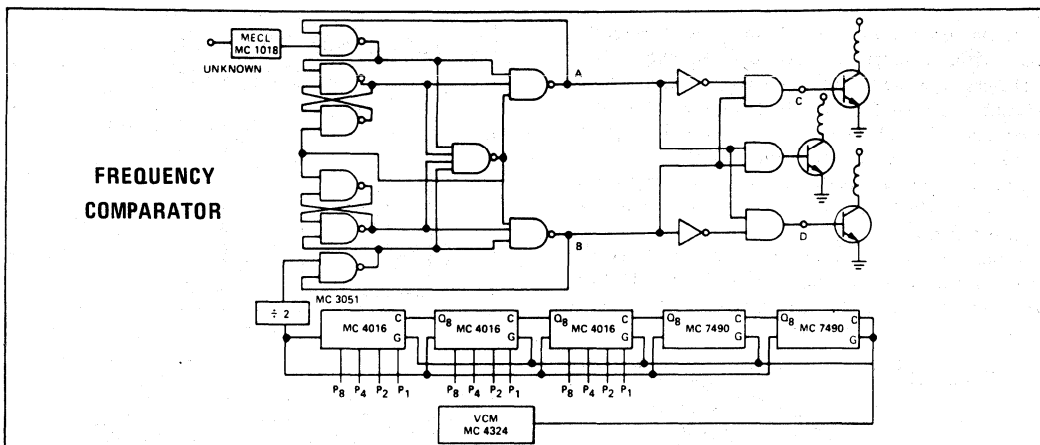 MECL
MC 1018
UNKNOWN
A
C
FREQUENCY
COMPARATOR
B
D
MC 3051
÷ 2
MC 4016
C
G
Q8
MC 4016
C
G
Q8
MC 4016
C
G
Q8
MC 7490
C
G
Q8
MC 7490
C
G
P8 P4 P2 P1
P8 P4 P2 P1
P8 P4 P2 P1
VCM
MC 4324